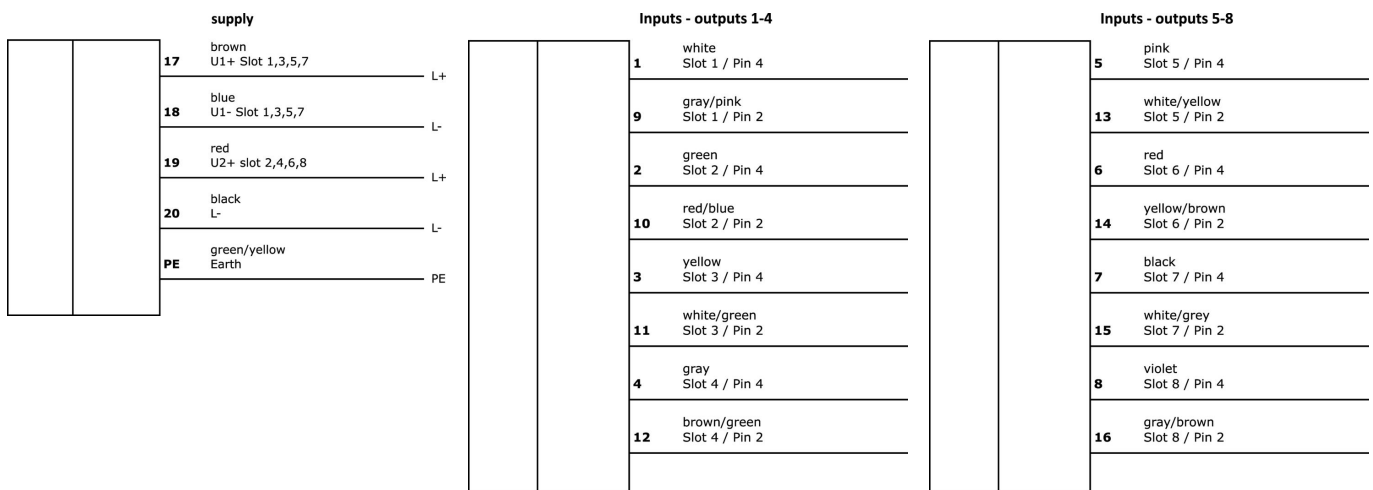 supply
17
brown
U1+ Slot 1,3,5,7
L+
18
blue
U1- Slot 1,3,5,7
L-
19
red
U2+ slot 2,4,6,8
L+
20
black
L-
L-
PE
green/yellow
Earth
PE
Inputs - outputs 1-4
1
white
Slot 1 / Pin 4
9
gray/pink
Slot 1 / Pin 2
2
green
Slot 2 / Pin 4
10
red/blue
Slot 2 / Pin 2
3
yellow
Slot 3 / Pin 4
11
white/green
Slot 3 / Pin 2
4
gray
Slot 4 / Pin 4
12
brown/green
Slot 4 / Pin 2
Inputs - outputs 5-8
5
pink
Slot 5 / Pin 4
13
white/yellow
Slot 5 / Pin 2
6
red
Slot 6 / Pin 4
14
yellow/brown
Slot 6 / Pin 2
7
black
Slot 7 / Pin 4
15
white/grey
Slot 7 / Pin 2
8
violet
Slot 8 / Pin 4
16
gray/brown
Slot 8 / Pin 2